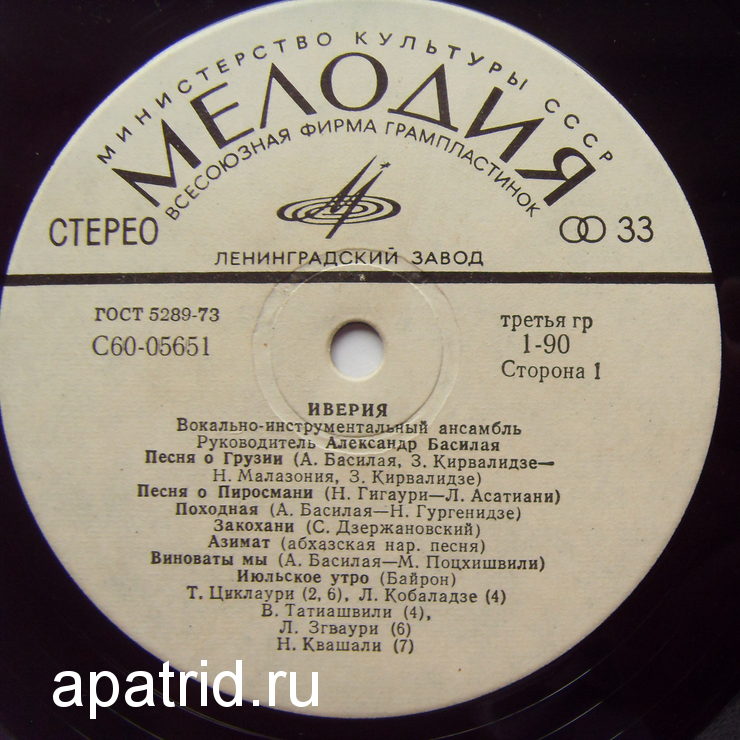 МИНИСТЕРСТВО КУЛЬТУРЫ СССР
МЕЛОДИЯ
ВСЕСОЮЗНАЯ ФИРМА ГРАМПЛАСТИНОК
СТЕРЕО
33
ЛЕНИНГРАДСКИЙ ЗАВОД
ГОСТ 5289-73
С60-05651
третья гр
1-90
Сторона 1
ИВЕРИЯ
Вокально-инструментальный ансамбль
Руководитель Александр Басилая
Песня о Грузии (А. Басилая, З. Кирвалидзе—
Н. Малазония, З. Кирвалидзе)
Песня о Пиросмани (Н. Гигаури—Л. Асатиани)
Походная (А. Басилая—Н. Гургенидзе)
Закохани (С. Дзержановский)
Азимат (абхазская нар. песня)
Виноваты мы (А. Басилая—М. Поцхишвили)
Июльское утро (Байрон)
Т. Циклаури (2, 6), Л. Кобаладзе (4)
В. Татиашвили (4),
Л. Згваури (6)
Н. Квашали (7)
apatrid.ru